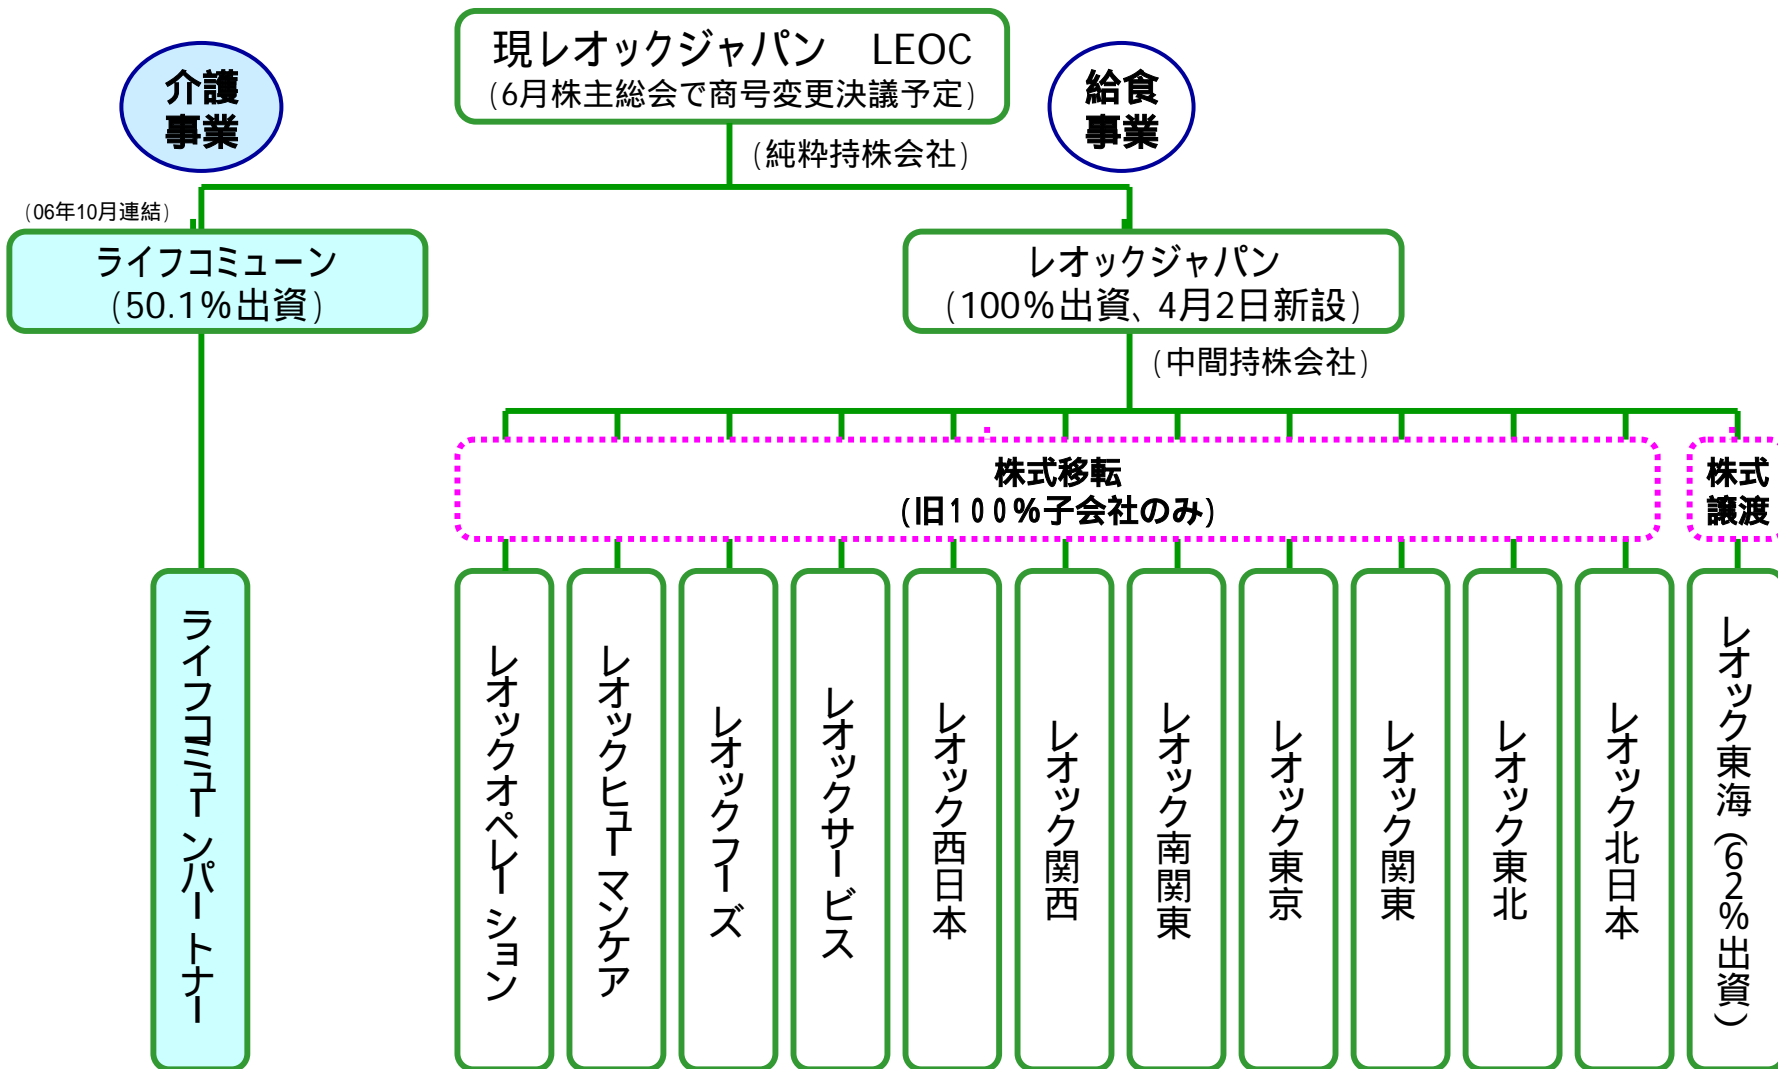 現レオックジャパン　LEOC
(6月株主総会で商号変更決議予定)
介護
事業
給食
事業
(純粋持株会社)
(06年10月連結)
ライフコミューン
(50.1%出資)
レオックジャパン
(100%出資、4月2日新設)
(中間持株会社)
株式移転
(旧100%子会社のみ)
株式
譲渡
ライフコミューンパートナー
レオックオペレーション
レオックヒューマンケア
レオックフーズ
レオックサービス
レオック西日本
レオック関西
レオック南関東
レオック東京
レオック関東
レオック東北
レオック北日本
レオック東海(62%出資)